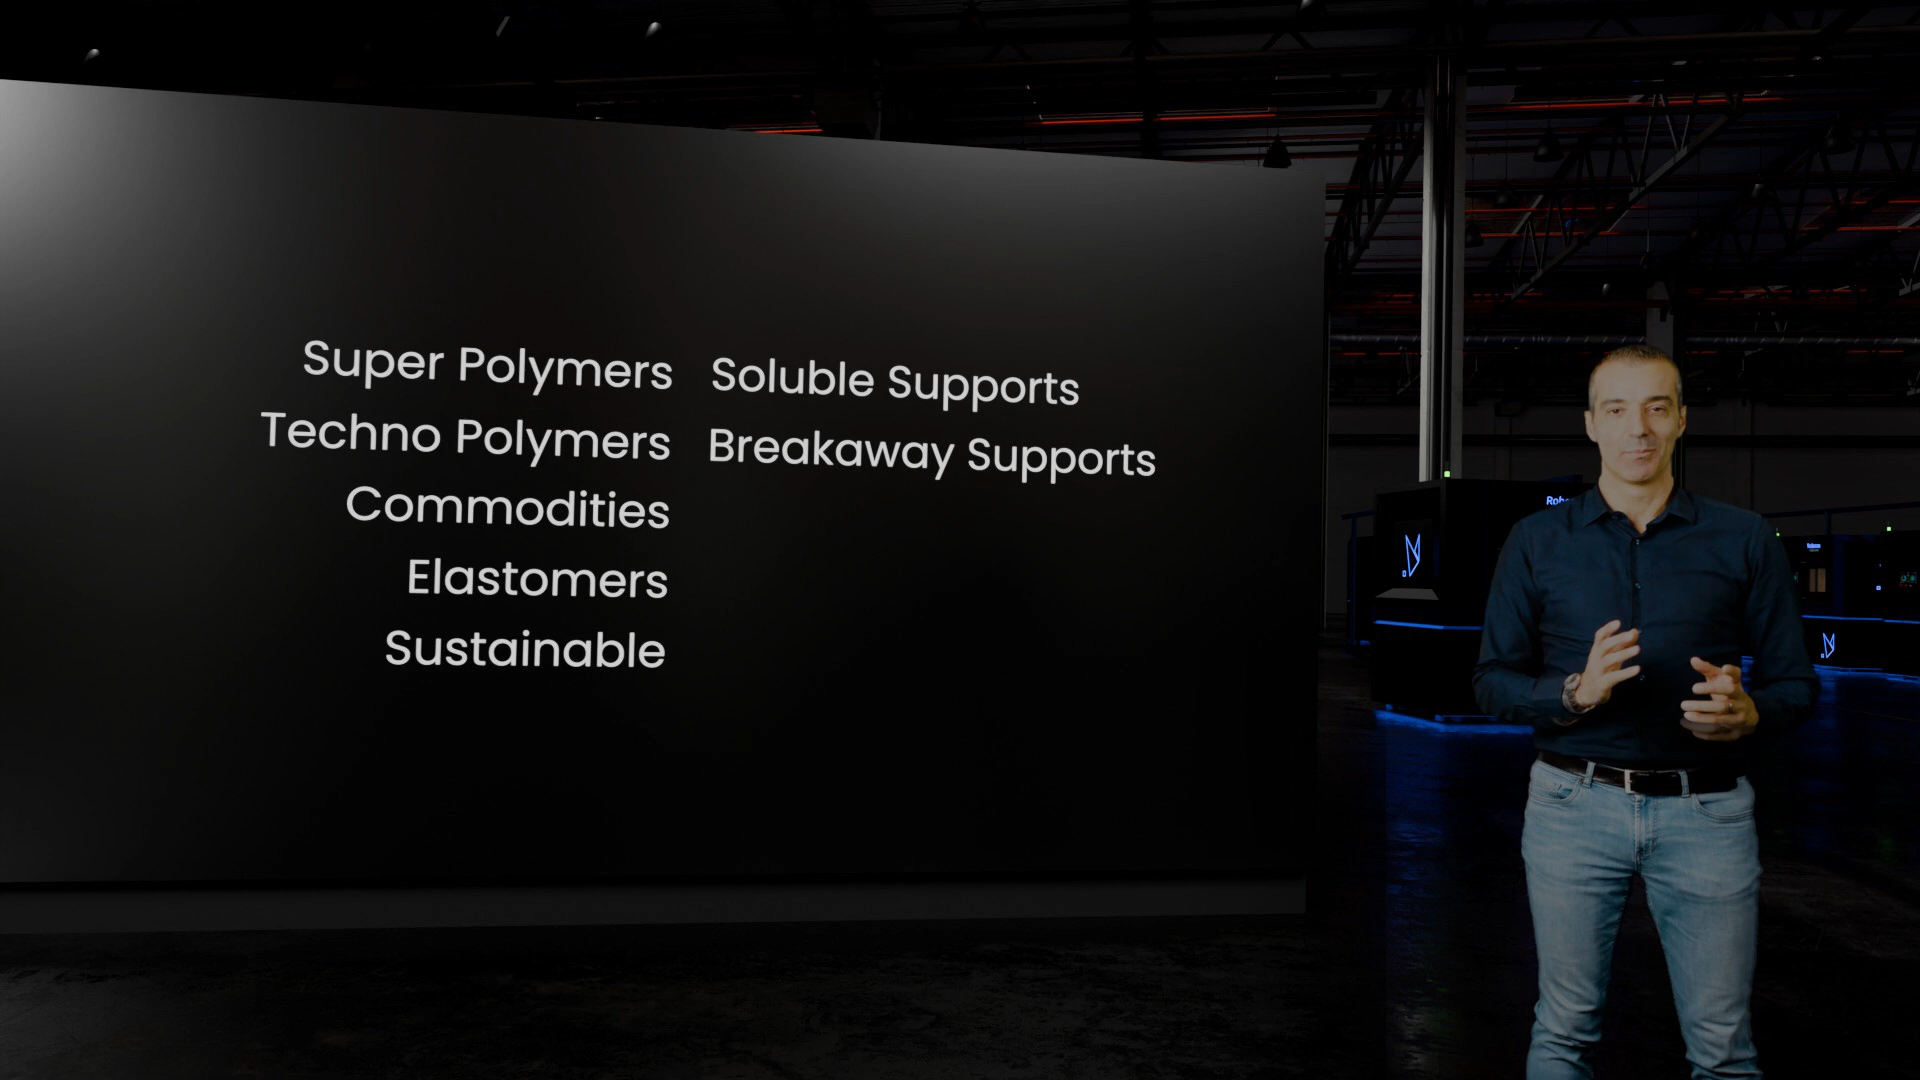 Super Polymers
Techno Polymers
Commodities
Elastomers
Sustainable
Soluble Supports
Breakaway Supports